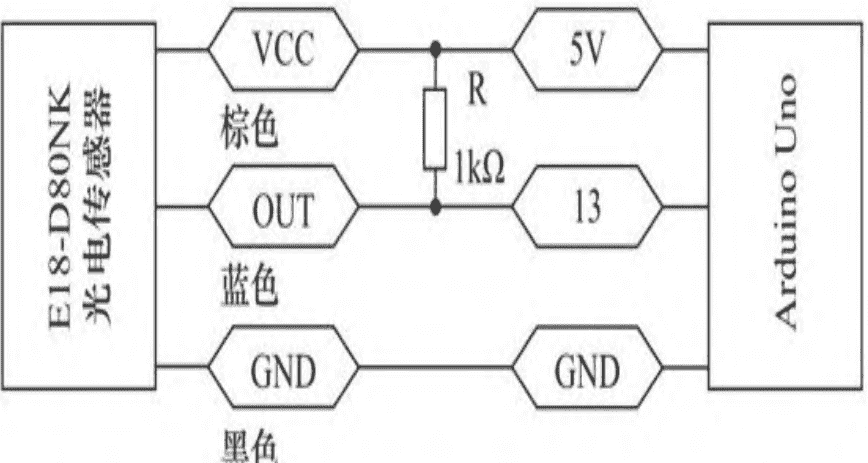 E18-D80NK
光电传感器
VCC
棕色
OUT
蓝色
GND
黑色
R
1kΩ
5V
13
GND
Arduino Uno